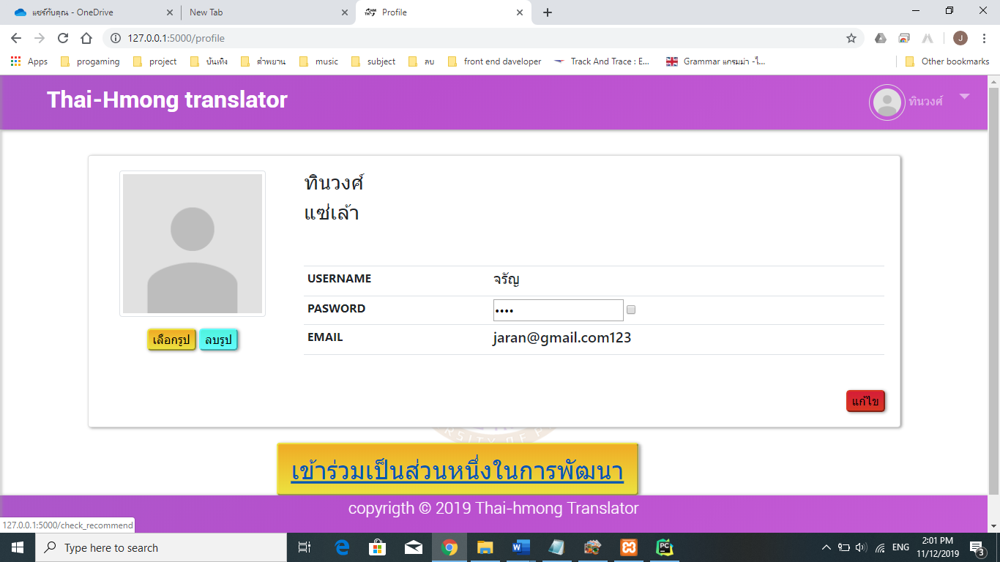 แชร์กับคุณ - OneDrive
New Tab
Profile
127.0.0.1:5000/profile
J
Apps
progaming
project
บันเทิง
คำพยาน
music
subject
ลบ
front end daveloper
Track And Trace : E...
Grammar แกรมม่า -ไ...
Other bookmarks
Thai-Hmong translator
ทินวงศ์
ทินวงศ์
แซ่เล้า
USERNAME จรัญ
PASWORD ••••
EMAIL jaran@gmail.com123
เลือกรูป ลบรูป
แก้ไข
เข้าร่วมเป็นส่วนหนึ่งในการพัฒนา
copyrigth © 2019 Thai-hmong Translator
127.0.0.1:5000/check_recommend
Type here to search
ENG
2:01 PM
11/12/2019
3